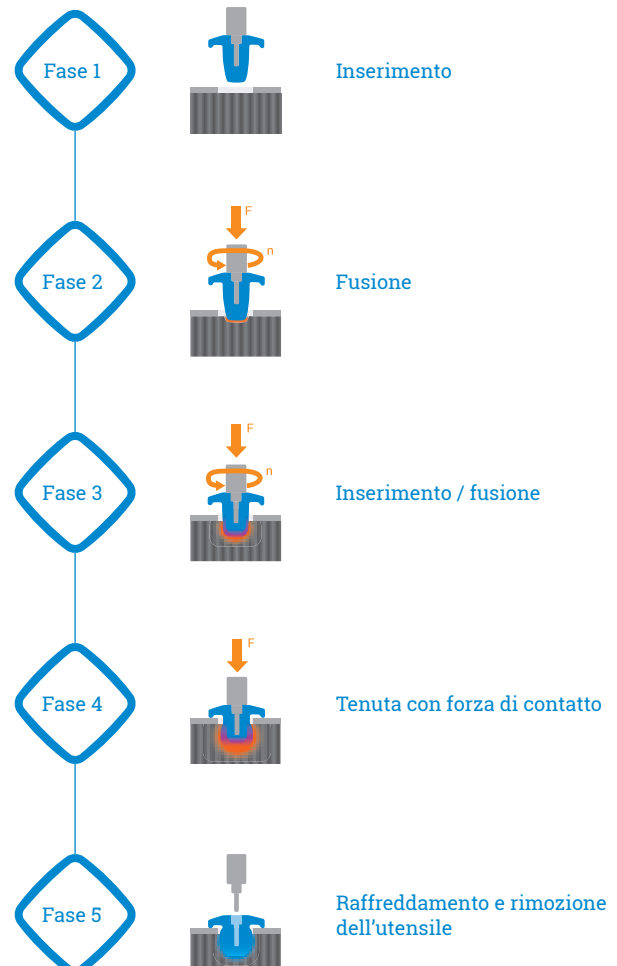 Fase 1
Inserimento
F
n
Fase 2
Fusione
F
n
Fase 3
Inserimento / fusione
F
Fase 4
Tenuta con forza di contatto
Fase 5
Raffreddamento e rimozione
dell'utensile